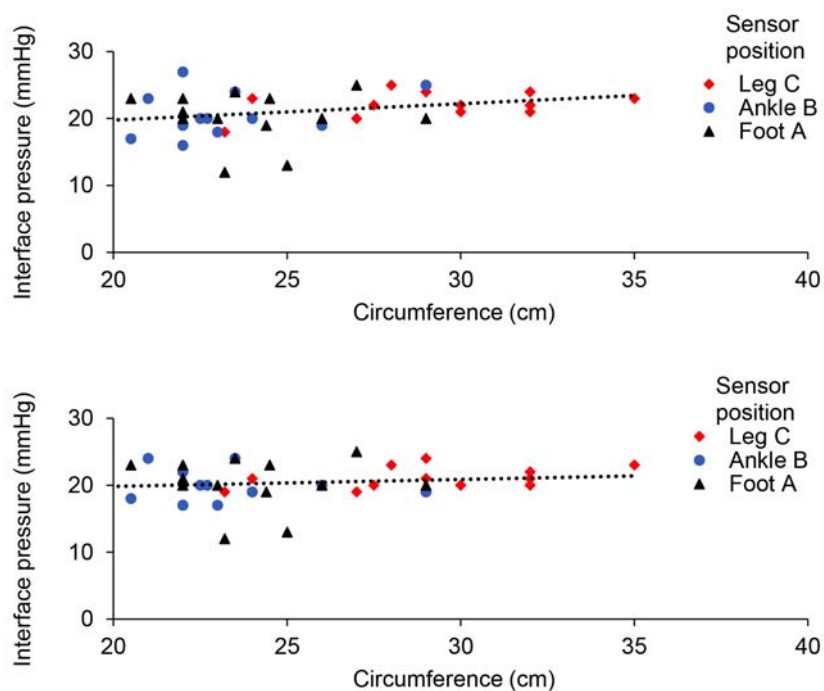 Sensor
position
Leg C
Ankle B
Foot A
Interface pressure (mmHg)
30
20
10
0
20 25 30 35 40
Circumference (cm)
Sensor
position
Leg C
Ankle B
Foot A
Interface pressure (mmHg)
30
20
10
0
20 25 30 35 40
Circumference (cm)